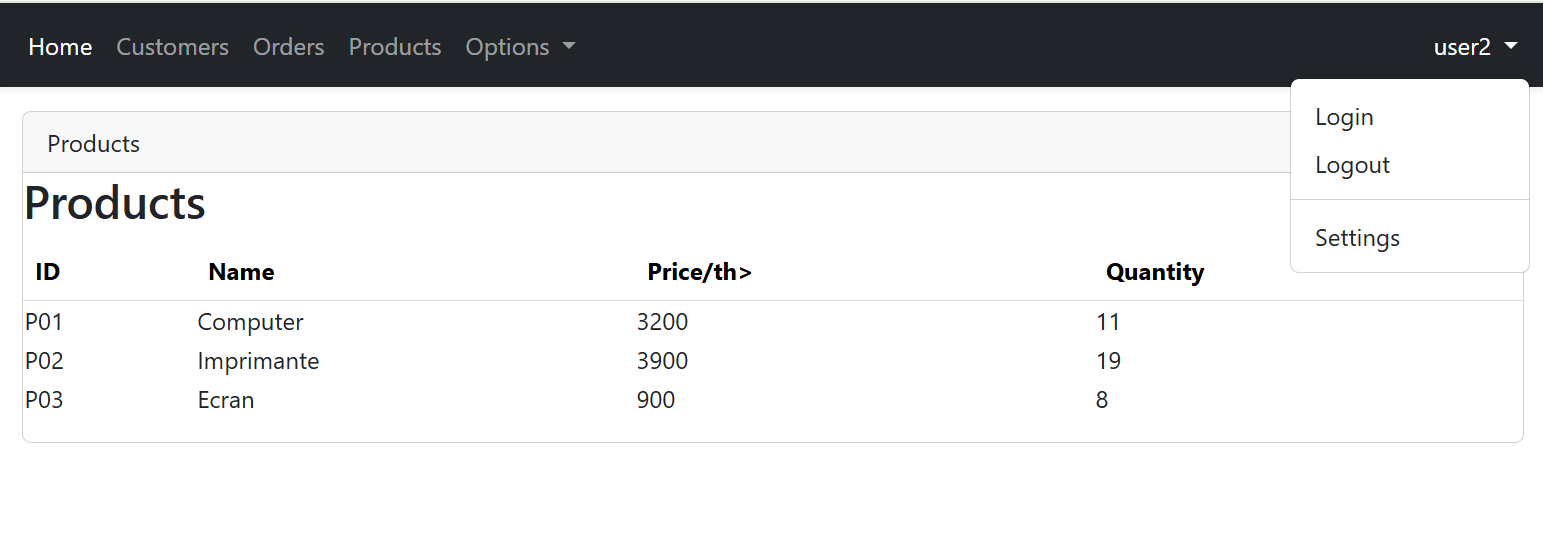 Home Customers Orders Products Options user2
Login
Products
Logout
Products
Settings
ID Name Price/th> Quantity
P01 Computer 3200 11
P02 Imprimante 3900 19
P03 Ecran 900 8